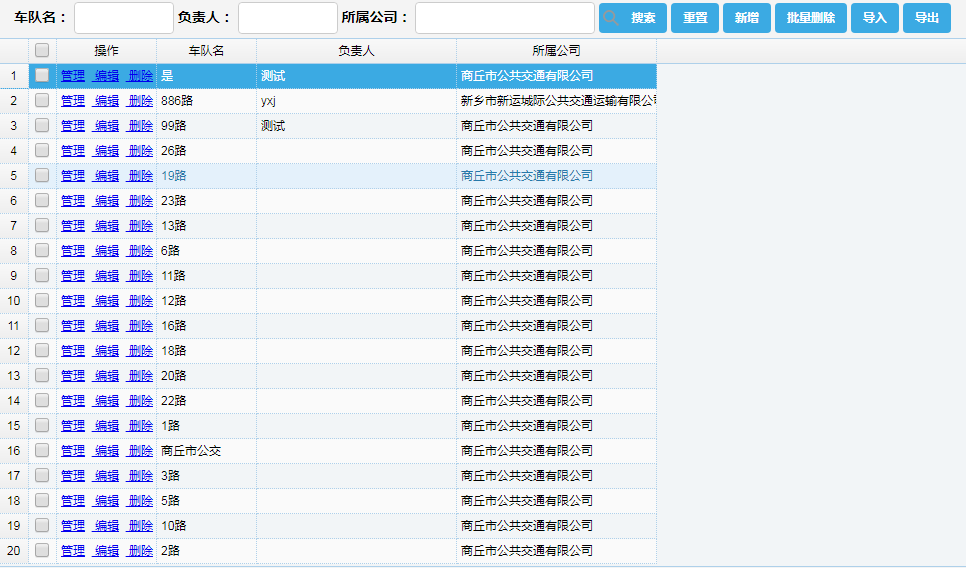 车队名： 负责人： 所属公司： 搜索 重置 新增 批量删除 导入 导出
操作 车队名 负责人 所属公司
1 管理 编辑 删除 是 测试 商丘市公共交通有限公司
2 管理 编辑 删除 886路 yxj 新乡市新运城际公共交通运输有限公司
3 管理 编辑 删除 99路 测试 商丘市公共交通有限公司
4 管理 编辑 删除 26路 商丘市公共交通有限公司
5 管理 编辑 删除 19路 商丘市公共交通有限公司
6 管理 编辑 删除 23路 商丘市公共交通有限公司
7 管理 编辑 删除 13路 商丘市公共交通有限公司
8 管理 编辑 删除 6路 商丘市公共交通有限公司
9 管理 编辑 删除 11路 商丘市公共交通有限公司
10 管理 编辑 删除 12路 商丘市公共交通有限公司
11 管理 编辑 删除 16路 商丘市公共交通有限公司
12 管理 编辑 删除 18路 商丘市公共交通有限公司
13 管理 编辑 删除 20路 商丘市公共交通有限公司
14 管理 编辑 删除 22路 商丘市公共交通有限公司
15 管理 编辑 删除 1路 商丘市公共交通有限公司
16 管理 编辑 删除 商丘市公交 商丘市公共交通有限公司
17 管理 编辑 删除 3路 商丘市公共交通有限公司
18 管理 编辑 删除 5路 商丘市公共交通有限公司
19 管理 编辑 删除 10路 商丘市公共交通有限公司
20 管理 编辑 删除 2路 商丘市公共交通有限公司